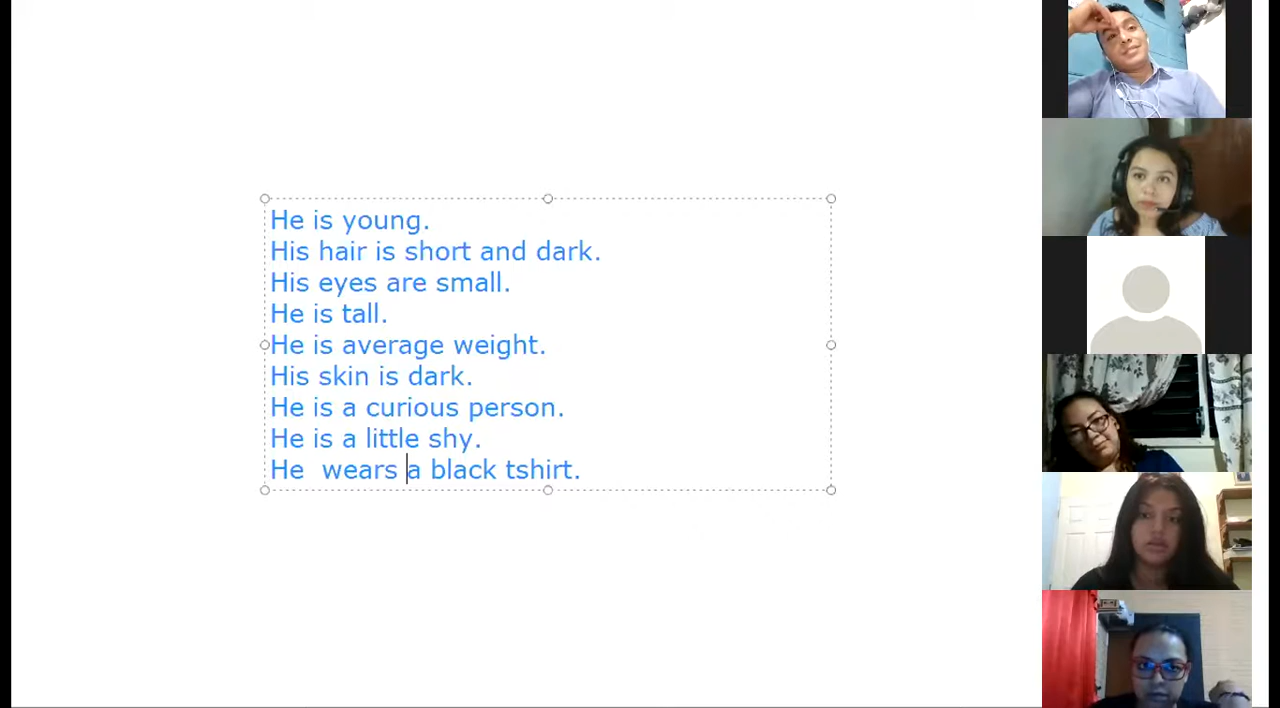 He is young.
His hair is short and dark.
His eyes are small.
He is tall.
He is average weight.
His skin is dark.
He is a curious person.
He is a little shy.
He  wears a black tshirt.